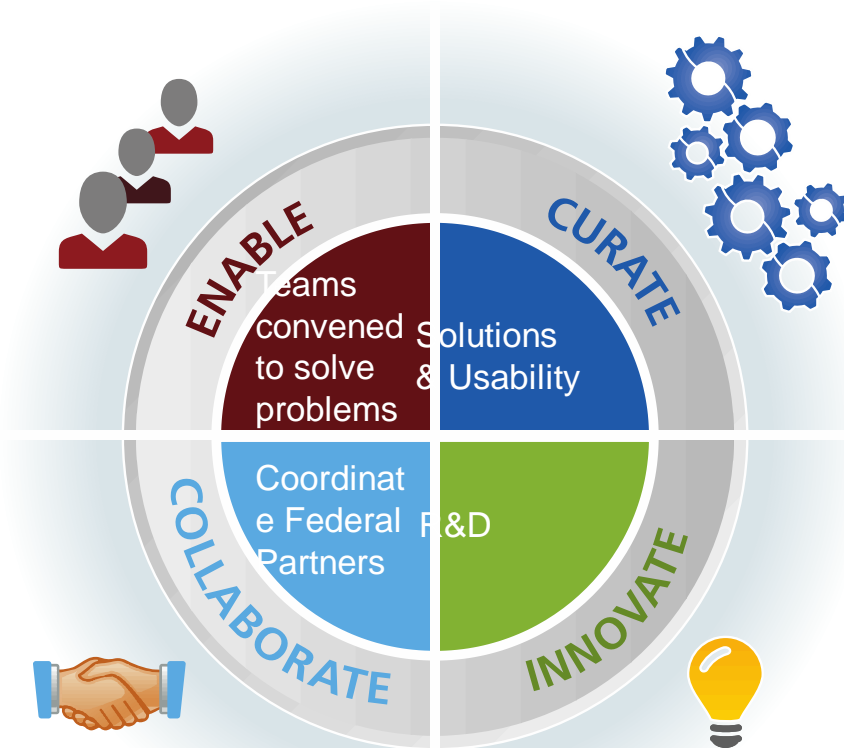 ENABLE
Teams
convened
to solve
problems
CURATE
Solutions
& Usability
COLLABORATE
Coordinat
e Federal
Partners
INNOVATE
R&D